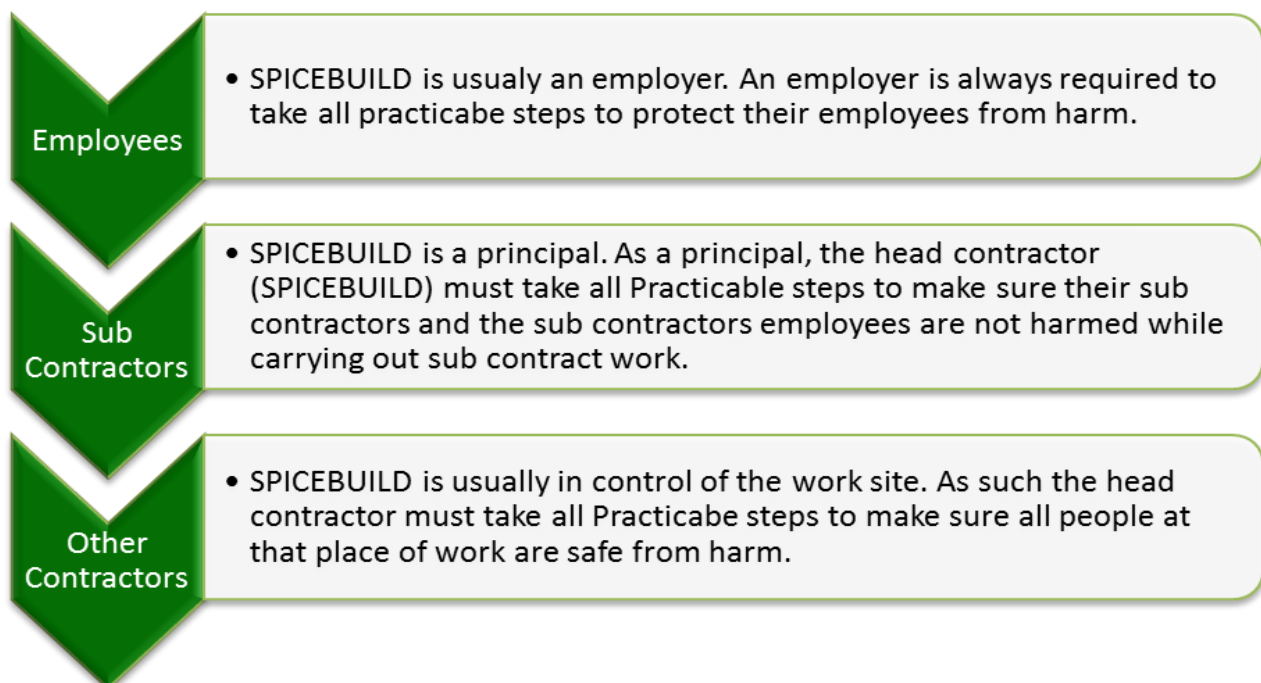 Employees
• SPICEBUILD is usualy an employer. An employer is always required to
take all practicabe steps to protect their employees from harm.
Sub
Contractors
• SPICEBUILD is a principal. As a principal, the head contractor
(SPICEBUILD) must take all Practicable steps to make sure their sub
contractors and the sub contractors employees are not harmed while
carrying out sub contract work.
Other
Contractors
• SPICEBUILD is usually in control of the work site. As such the head
contractor must take all Practicabe steps to make sure all people at
that place of work are safe from harm.